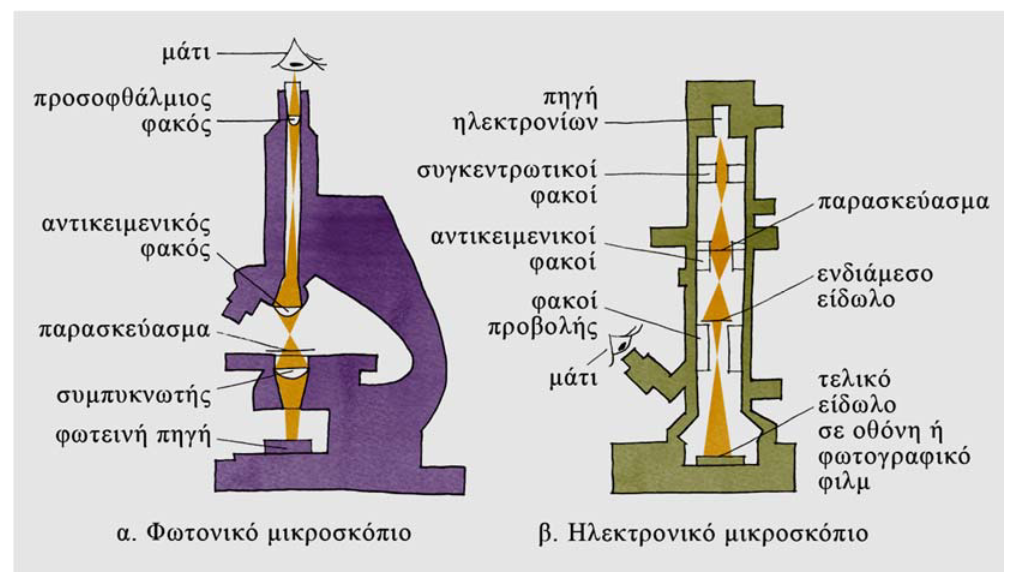 μάτι
προσοφθάλμιος
φακός
αντικειμενικός
φακός
παρασκεύασμα
συμπυκνωτής
φωτεινή πηγή
α. Φωτονικό μικροσκόπιο
πηγή
ηλεκτρονίων
συγκεντρωτικοί
φακοί
αντικειμενικοί
φακοί
φακοί
προβολής
μάτι
παρασκεύασμα
ενδιάμεσο
είδωλο
τελικό
είδωλο
σε οθόνη ή
φωτογραφικό
φιλμ
β. Ηλεκτρονικό μικροσκόπιο